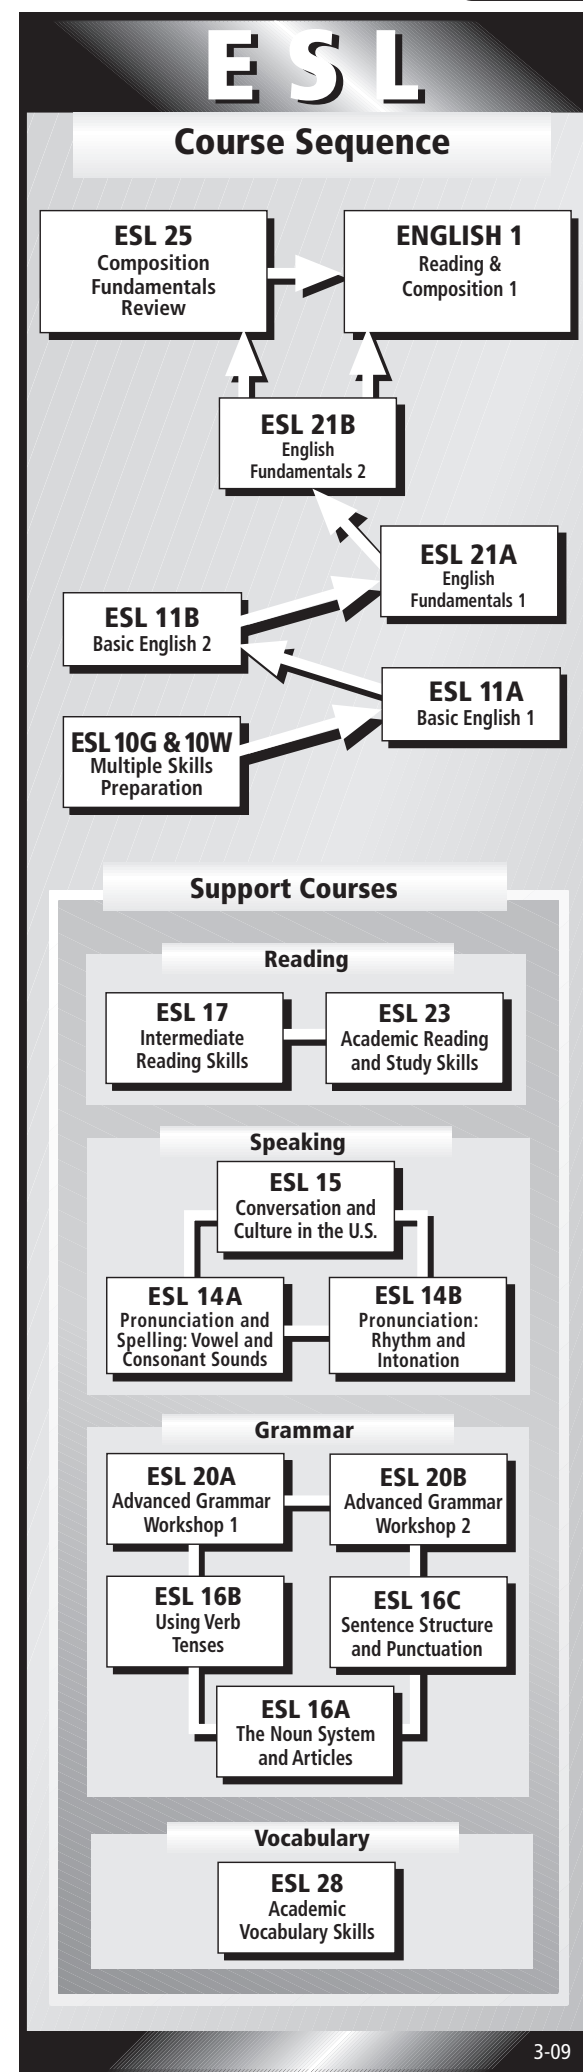 ESL
Course Sequence
ESL 25
Composition
Fundamentals
Review
ENGLISH 1
Reading &
Composition 1
ESL 21B
English
Fundamentals 2
ESL 21A
English
Fundamentals 1
ESL 11B
Basic English 2
ESL 11A
Basic English 1
ESL 10G & 10W
Multiple Skills
Preparation
Support Courses
Reading
ESL 17
Intermediate
Reading Skills
ESL 23
Academic Reading
and Study Skills
Speaking
ESL 15
Conversation and
Culture in the U.S.
ESL 14A
Pronunciation and
Spelling: Vowel and
Consonant Sounds
ESL 14B
Pronunciation:
Rhythm and
Intonation
Grammar
ESL 20A
Advanced Grammar
Workshop 1
ESL 20B
Advanced Grammar
Workshop 2
ESL 16B
Using Verb
Tenses
ESL 16C
Sentence Structure
and Punctuation
ESL 16A
The Noun System
and Articles
Vocabulary
ESL 28
Academic
Vocabulary Skills
3-09